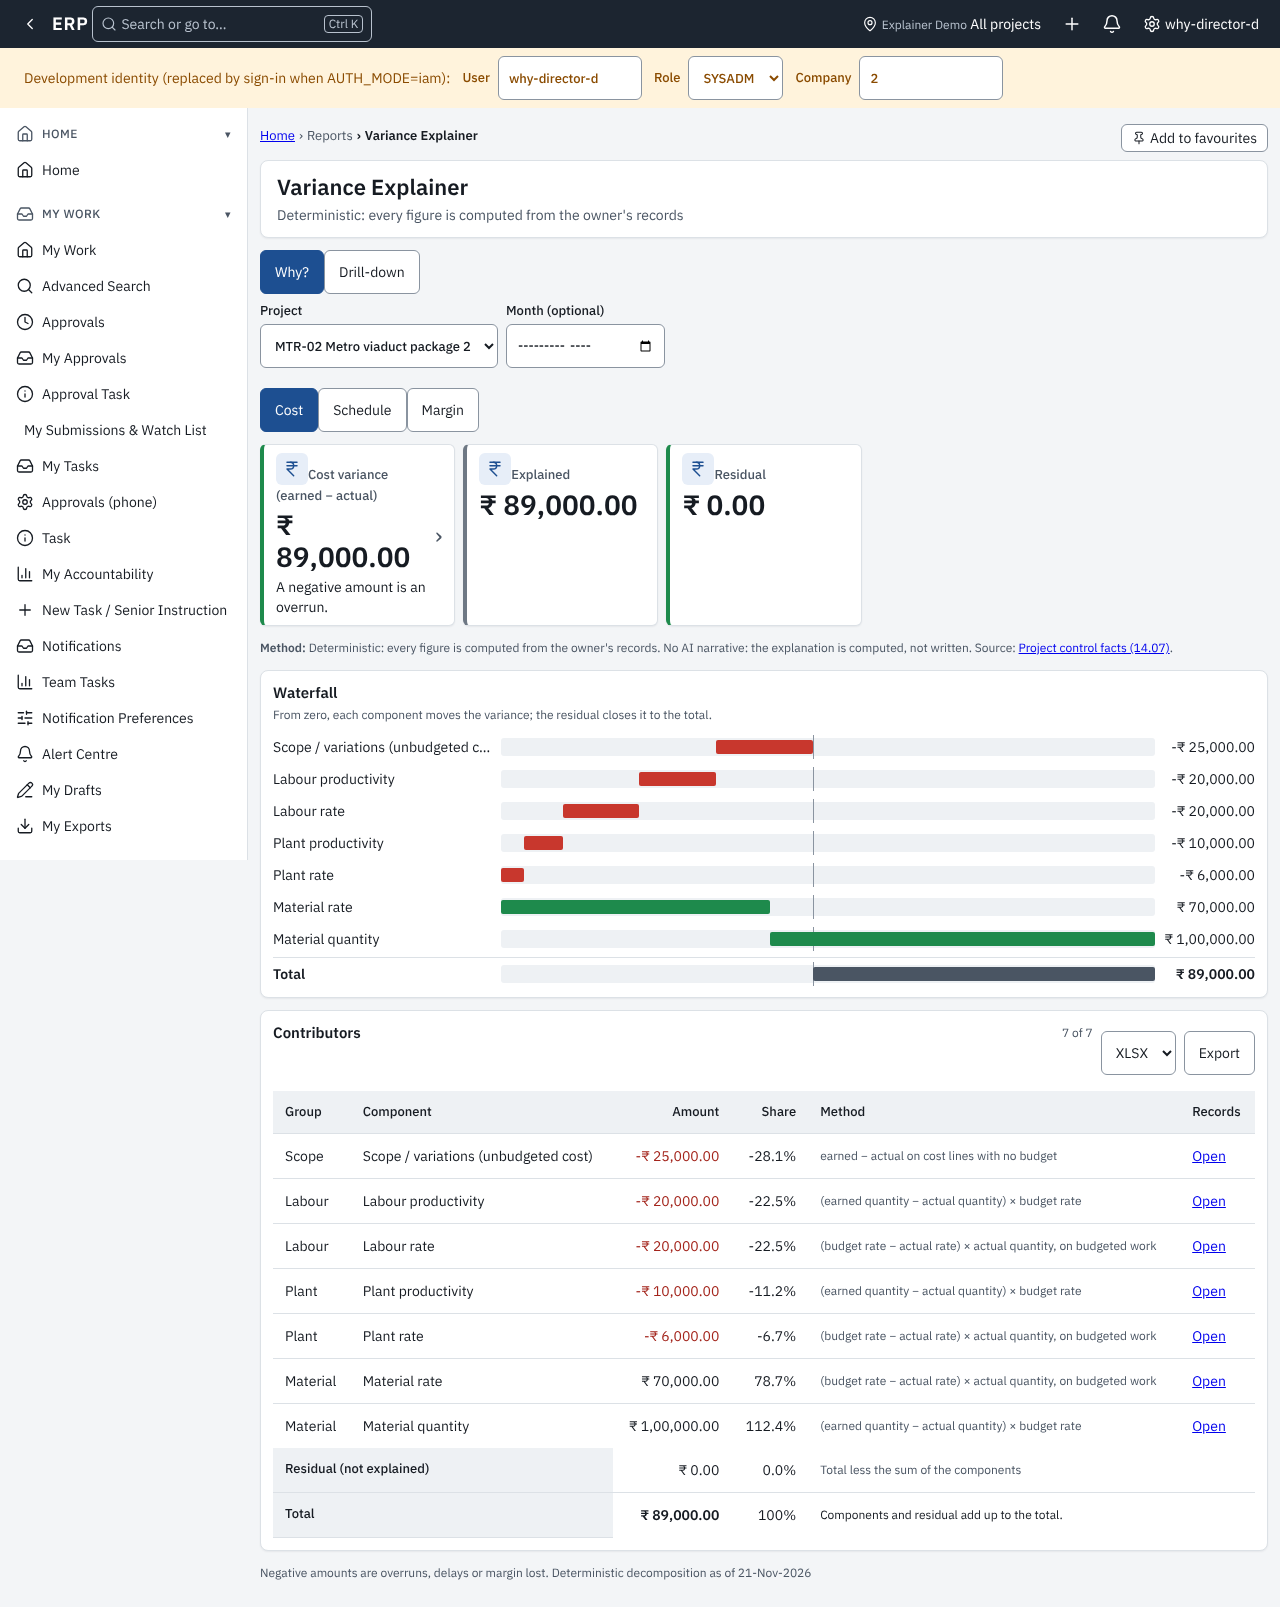 ERP
Search or go to...
Ctrl K
Explainer Demo All projects
why-director-d
Development identity (replaced by sign-in when AUTH_MODE=iam):
User
why-director-d
Role
SYSADM
Company
2
HOME
Home
MY WORK
My Work
Advanced Search
Approvals
My Approvals
Approval Task
My Submissions & Watch List
My Tasks
Approvals (phone)
Task
My Accountability
New Task / Senior Instruction
Notifications
Team Tasks
Notification Preferences
Alert Centre
My Drafts
My Exports
Home › Reports › Variance Explainer
Add to favourites
Variance Explainer
Deterministic: every figure is computed from the owner's records
Why?
Drill-down
Project
Month (optional)
MTR-02 Metro viaduct package 2
--------- ----
Cost
Schedule
Margin
₹ Cost variance
(earned – actual)
₹
89,000.00
A negative amount is an
overrun.
₹ Explained
₹ 89,000.00
₹ Residual
₹ 0.00
Method: Deterministic: every figure is computed from the owner's records. No AI narrative: the explanation is computed, not written. Source: Project control facts (14.07).
Waterfall
From zero, each component moves the variance; the residual closes it to the total.
Scope / variations (unbudgeted c... -₹ 25,000.00
Labour productivity -₹ 20,000.00
Labour rate -₹ 20,000.00
Plant productivity -₹ 10,000.00
Plant rate -₹ 6,000.00
Material rate ₹ 70,000.00
Material quantity ₹ 1,00,000.00
Total ₹ 89,000.00
Contributors
7 of 7
XLSX
Export
Group Component Amount Share Method Records
Scope Scope / variations (unbudgeted cost) -₹ 25,000.00 -28.1% earned – actual on cost lines with no budget Open
Labour Labour productivity -₹ 20,000.00 -22.5% (earned quantity – actual quantity) × budget rate Open
Labour Labour rate -₹ 20,000.00 -22.5% (budget rate – actual rate) × actual quantity, on budgeted work Open
Plant Plant productivity -₹ 10,000.00 -11.2% (earned quantity – actual quantity) × budget rate Open
Plant Plant rate -₹ 6,000.00 -6.7% (budget rate – actual rate) × actual quantity, on budgeted work Open
Material Material rate ₹ 70,000.00 78.7% (budget rate – actual rate) × actual quantity, on budgeted work Open
Material Material quantity ₹ 1,00,000.00 112.4% (earned quantity – actual quantity) × budget rate Open
Residual (not explained) ₹ 0.00 0.0% Total less the sum of the components
Total ₹ 89,000.00 100% Components and residual add up to the total.
Negative amounts are overruns, delays or margin lost. Deterministic decomposition as of 21-Nov-2026